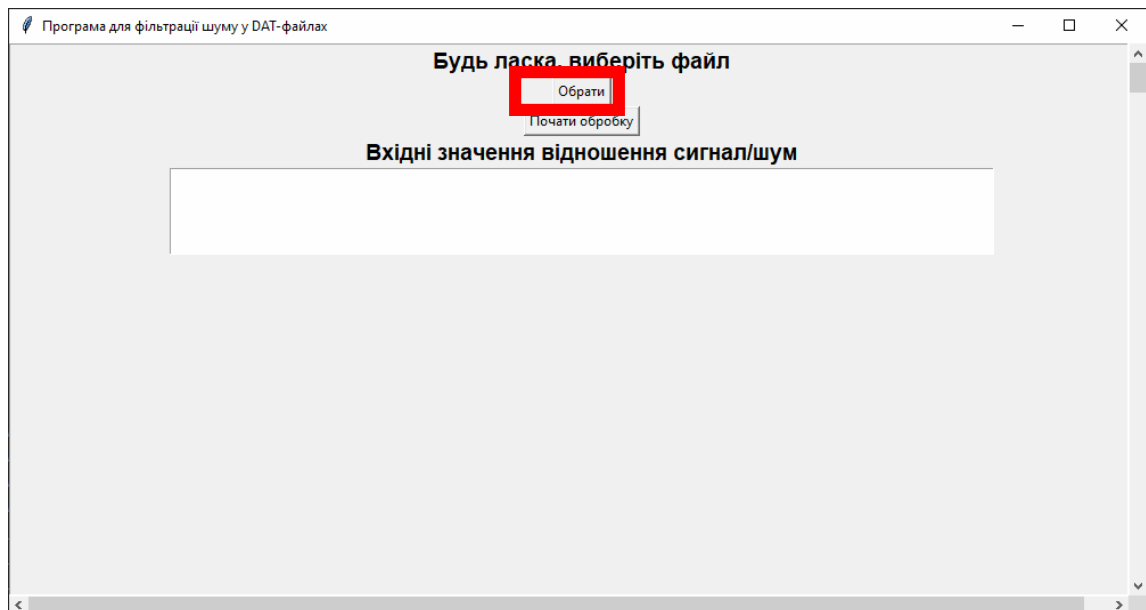 Програма для фільтрації шуму у DAT-файлах
Будь ласка, виберіть файл
Обрати
Почати обробку
Вхідні значення відношення сигнал/шум